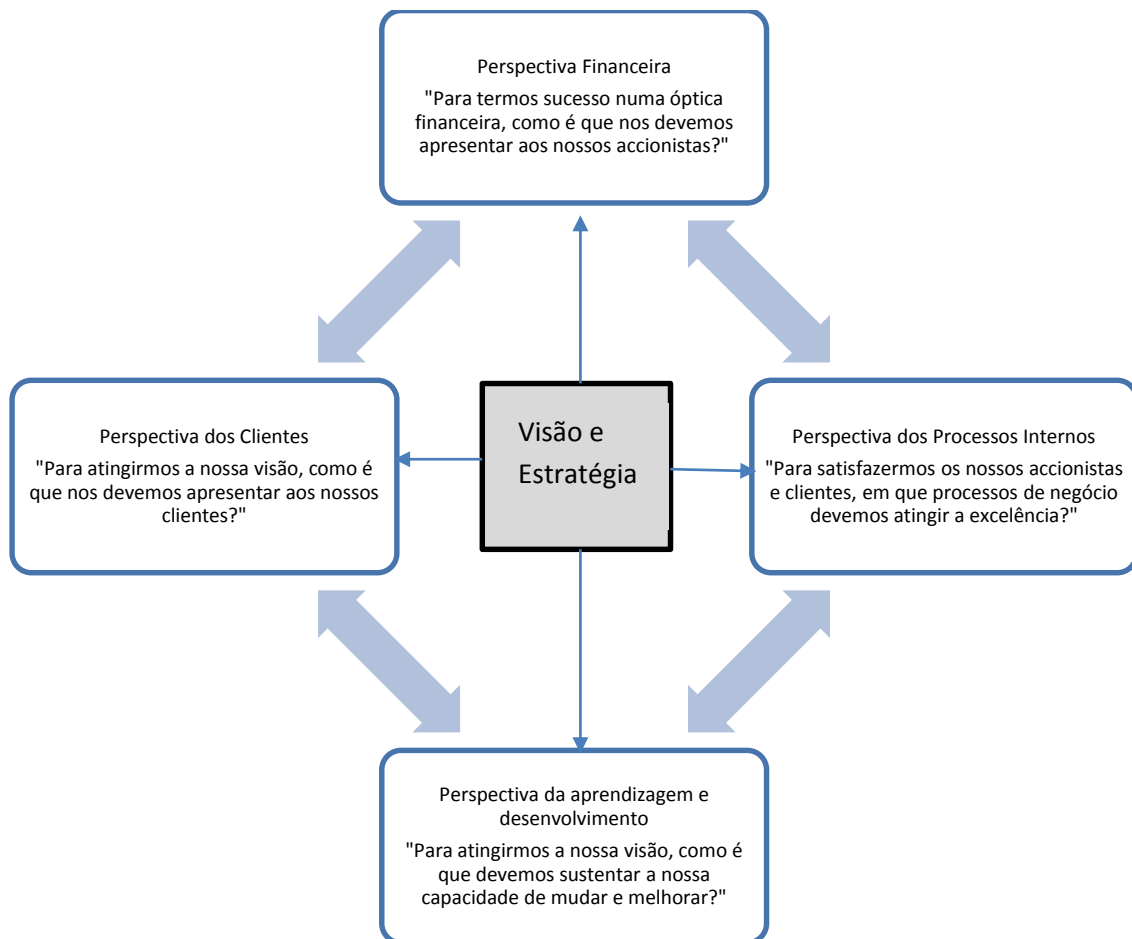 Perspectiva Financeira
"Para termos sucesso numa óptica
financeira, como é que nos devemos
apresentar aos nossos accionistas?"
Perspectiva dos Clientes
"Para atingirmos a nossa visão, como é
que nos devemos apresentar aos nossos
clientes?"
Visão e
Estratégia
Perspectiva dos Processos Internos
"Para satisfazermos os nossos accionistas
e clientes, em que processos de negócio
devemos atingir a excelência?"
Perspectiva da aprendizagem e
desenvolvimento
"Para atingirmos a nossa visão, como é
que devemos sustentar a nossa
capacidade de mudar e melhorar?"